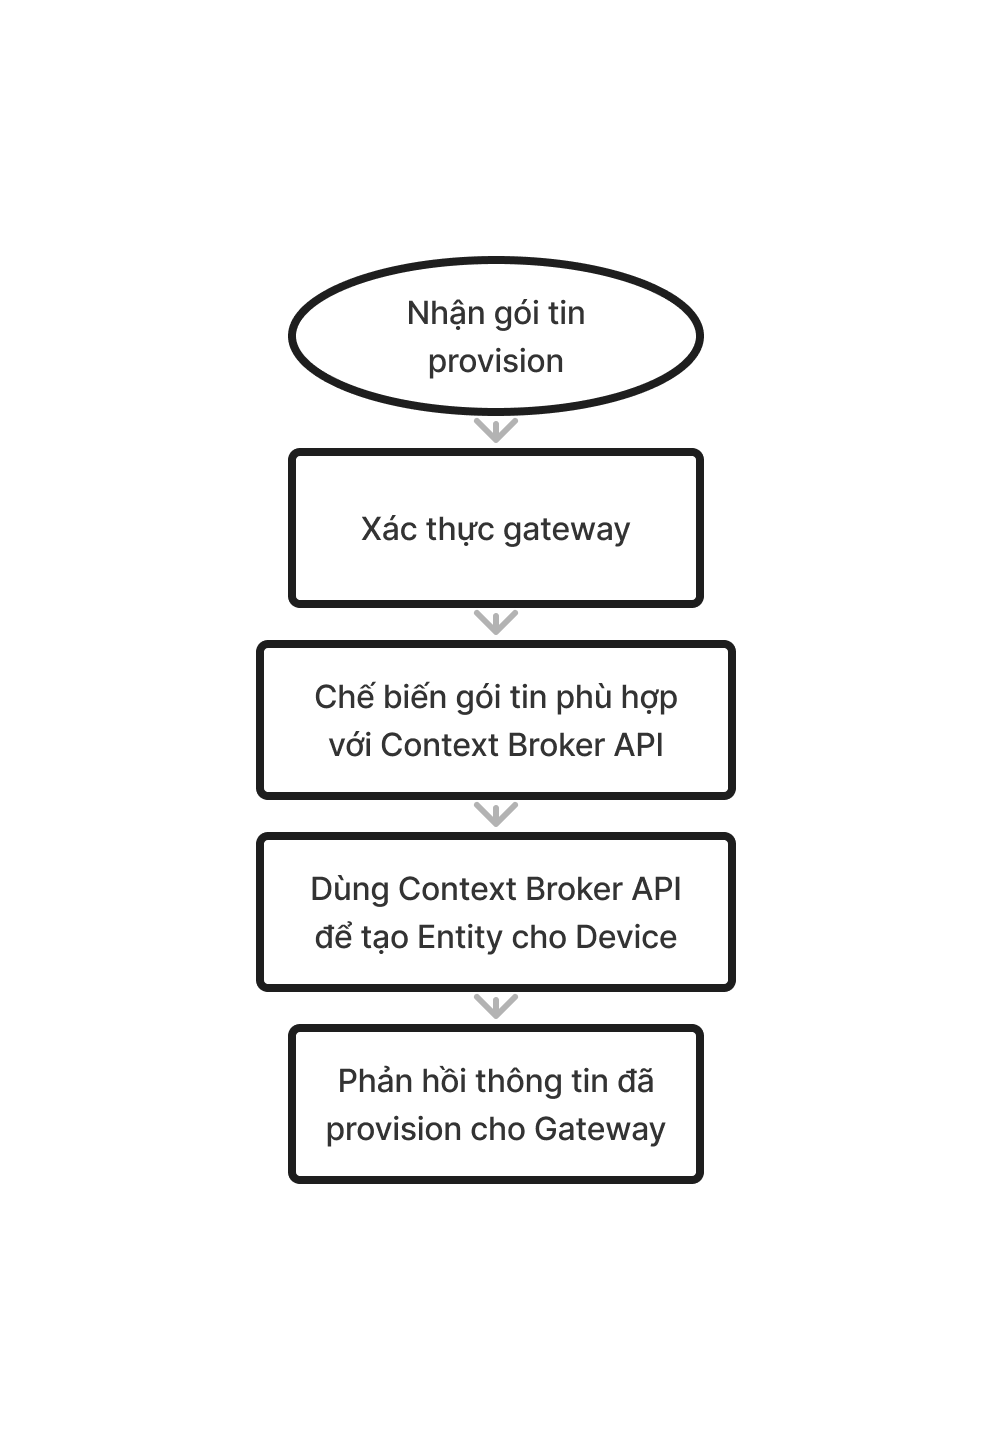 Nhận gói tin
provision
Xác thực gateway
Chế biến gói tin phù hợp
với Context Broker API
Dùng Context Broker API
để tạo Entity cho Device
Phản hồi thông tin đã
provision cho Gateway